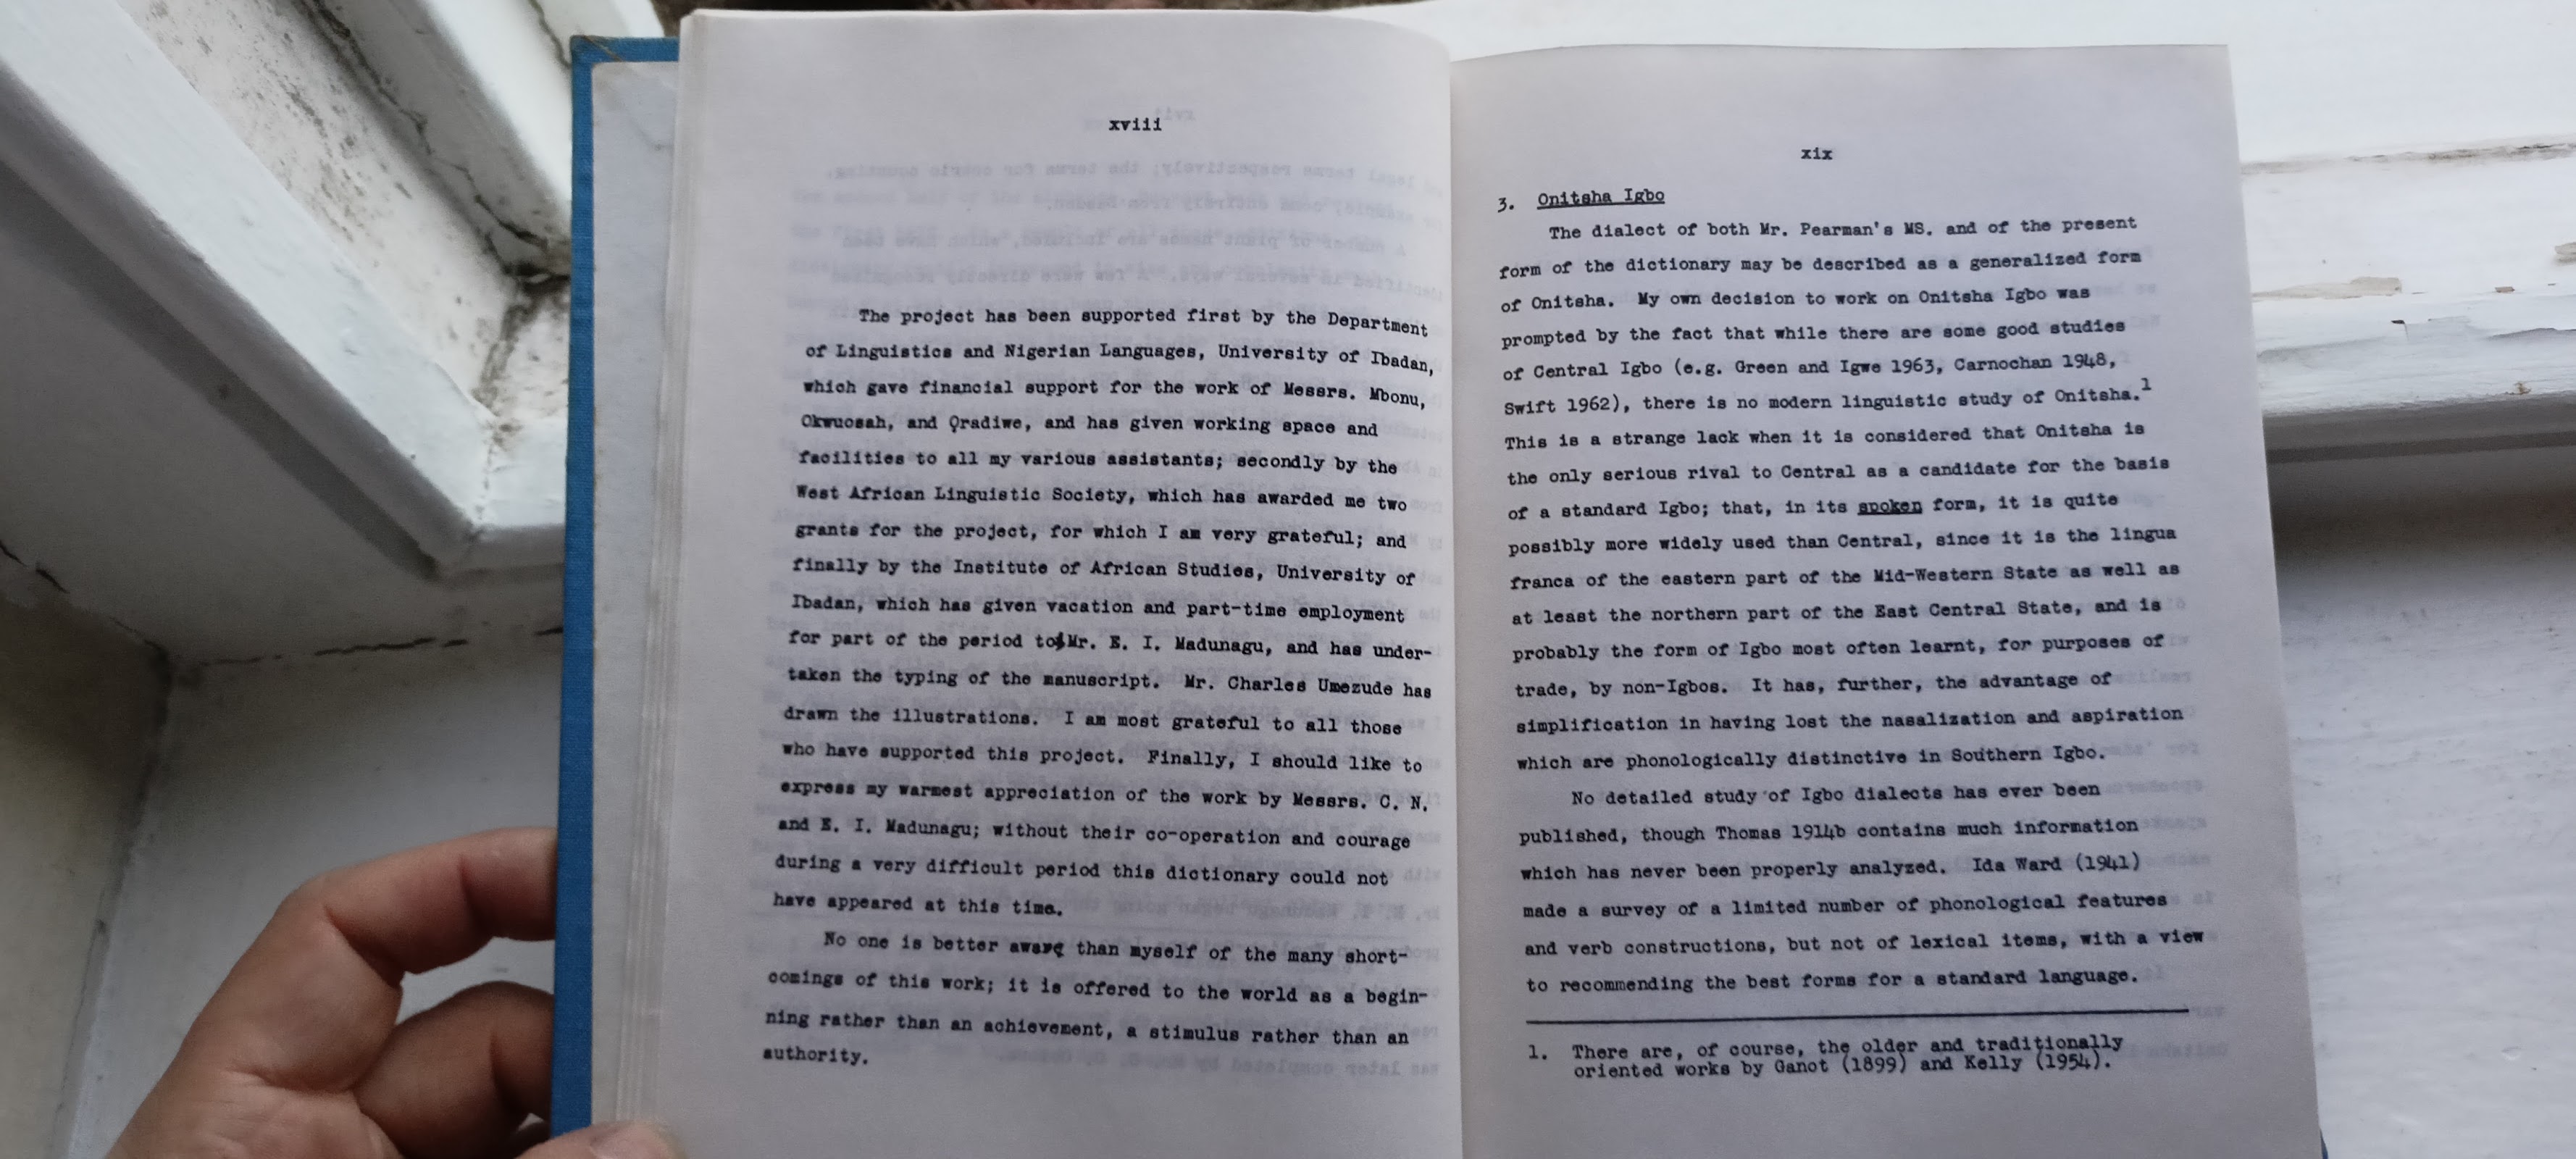 xviii
The project has been supported first by the Department
of Linguistics and Nigerian Languages, University of Ibadan,
which gave financial support for the work of Messrs. Mbonu,
Okwuosah, and Ọradiwe, and has given working space and
facilities to all my various assistants; secondly by the
West African Linguistic Society, which has awarded me two
grants for the project, for which I am very grateful; and
finally by the Institute of African Studies, University of
Ibadan, which has given vacation and part-time employment
for part of the period to Mr. E. I. Madunagu, and has under-
taken the typing of the manuscript. Mr. Charles Umezude has
drawn the illustrations. I am most grateful to all those
who have supported this project. Finally, I should like to
express my warmest appreciation of the work by Messrs. C. N.
and E. I. Madunagu; without their co-operation and courage
during a very difficult period this dictionary could not
have appeared at this time.
No one is better aware than myself of the many short-
comings of this work; it is offered to the world as a begin-
ning rather than an achievement, a stimulus rather than an
authority.
xix
3. Onitsha Igbo
The dialect of both Mr. Pearman's MS. and of the present
form of the dictionary may be described as a generalized form
of Onitsha. My own decision to work on Onitsha Igbo was
prompted by the fact that while there are some good studies
of Central Igbo (e.g. Green and Igwe 1963, Carnochan 1948,
Swift 1962), there is no modern linguistic study of Onitsha.1
This is a strange lack when it is considered that Onitsha is
the only serious rival to Central as a candidate for the basis
of a standard Igbo; that, in its spoken form, it is quite
possibly more widely used than Central, since it is the lingua
franca of the eastern part of the Mid-Western State as well as
at least the northern part of the East Central State, and is
probably the form of Igbo most often learnt, for purposes of
trade, by non-Igbos. It has, further, the advantage of
simplification in having lost the nasalization and aspiration
which are phonologically distinctive in Southern Igbo.
No detailed study of Igbo dialects has ever been
published, though Thomas 1914b contains much information
which has never been properly analyzed. Ida Ward (1941)
made a survey of a limited number of phonological features
and verb constructions, but not of lexical items, with a view
to recommending the best forms for a standard language.
1. There are, of course, the older and traditionally
oriented works by Ganot (1899) and Kelly (1954).